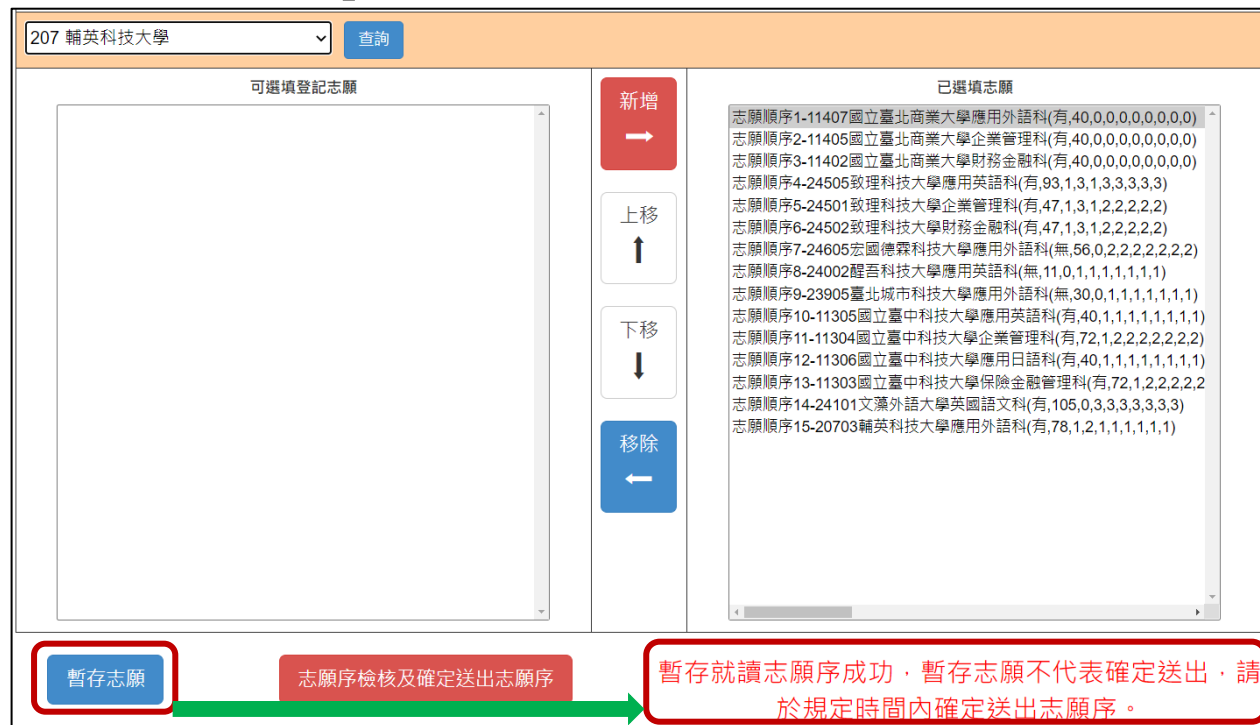 207 輔英科技大學
查詢
可選填登記志願
新增
上移
下移
移除
已選填志願
志願順序1-11407國立臺北商業大學應用外語科(有,40,0,0,0,0,0,0,0,0)
志願順序2-11405國立臺北商業大學企業管理科(有,40,0,0,0,0,0,0,0,0)
志願順序3-11402國立臺北商業大學財務金融科(有,40,0,0,0,0,0,0,0,0)
志願順序4-24505致理科技大學應用英語科(有,93,1,3,1,3,3,3,3,3)
志願順序5-24501致理科技大學企業管理科(有,47,1,3,1,2,2,2,2,2)
志願順序6-24502致理科技大學財務金融科(有,47,1,3,1,2,2,2,2,2)
志願順序7-24605宏國德霖科技大學應用外語科(無,56,0,2,2,2,2,2,2,2)
志願順序8-24002醒吾科技大學應用英語科(無,11,0,1,1,1,1,1,1,1)
志願順序9-23905臺北城市科技大學應用外語科(無,30,0,1,1,1,1,1,1,1)
志願順序10-11305國立臺中科技大學應用英語科(有,40,1,1,1,1,1,1,1,1)
志願順序11-11304國立臺中科技大學企業管理科(有,72,1,2,2,2,2,2,2,2)
志願順序12-11306國立臺中科技大學應用日語科(有,40,1,1,1,1,1,1,1,1)
志願順序13-11303國立臺中科技大學保險金融管理科(有,72,1,2,2,2,2,2
志願順序14-24101文藻外語大學英國語文科(有,105,0,3,3,3,3,3,3,3)
志願順序15-20703輔英科技大學應用外語科(有,78,1,2,1,1,1,1,1,1)
暫存志願
志願序檢核及確定送出志願序
暫存就讀志願序成功，暫存志願不代表確定送出，請
於規定時間內確定送出志願序。